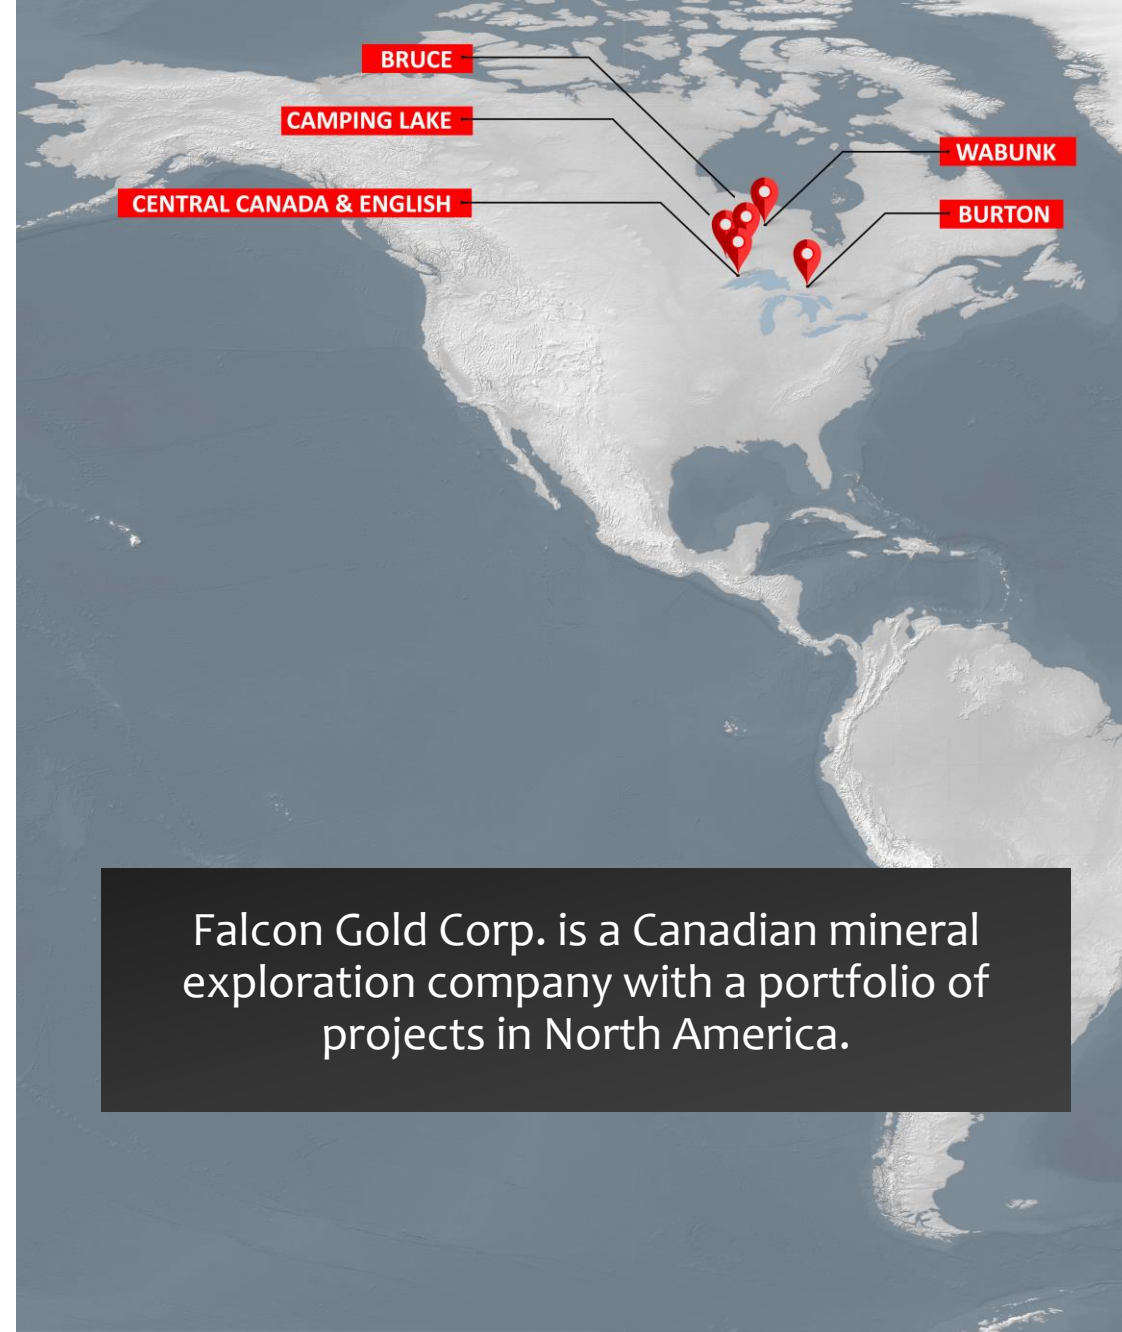 BRUCE
CAMPING LAKE
WABUNK
CENTRAL CANADA & ENGLISH
BURTON
Falcon Gold Corp. is a Canadian mineral
exploration company with a portfolio of
projects in North America.